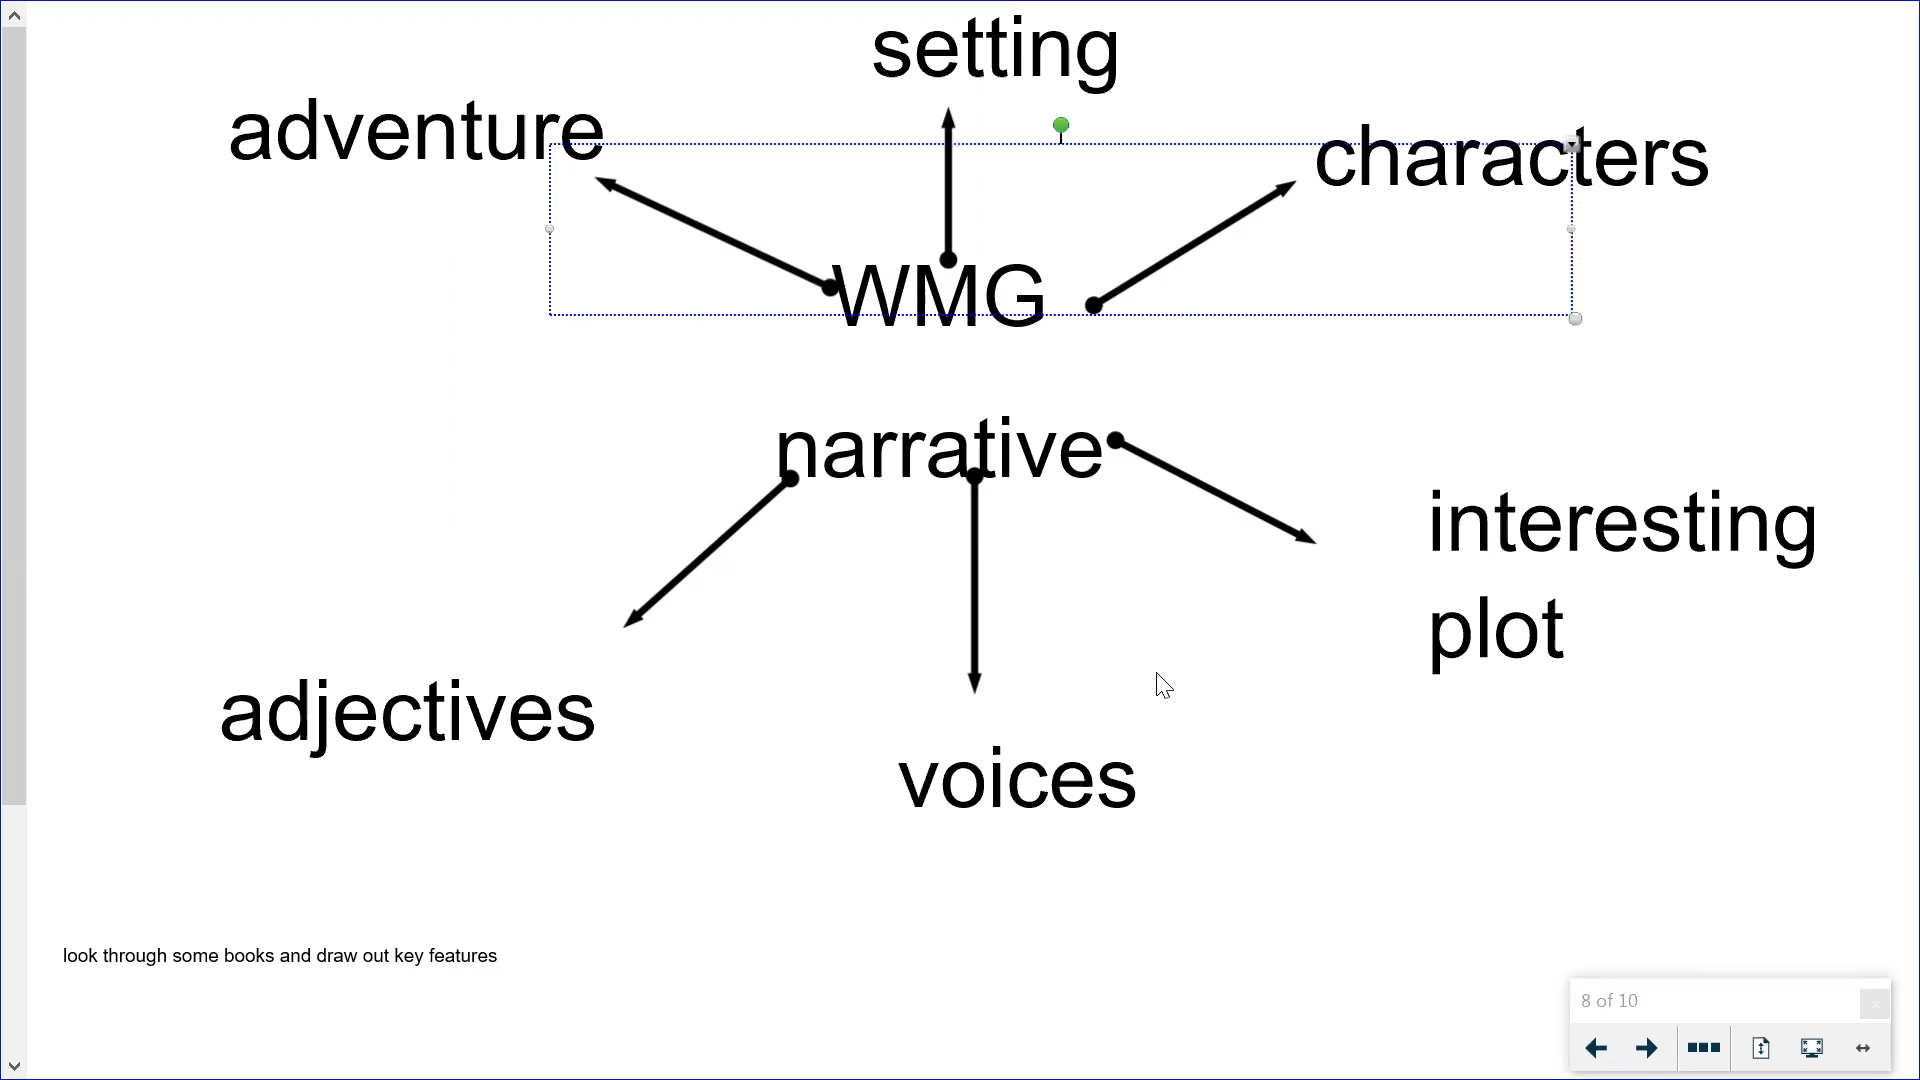 setting
adventure
characters
WMG
narrative
interesting
plot
adjectives
voices
look through some books and draw out key features
8 of 10